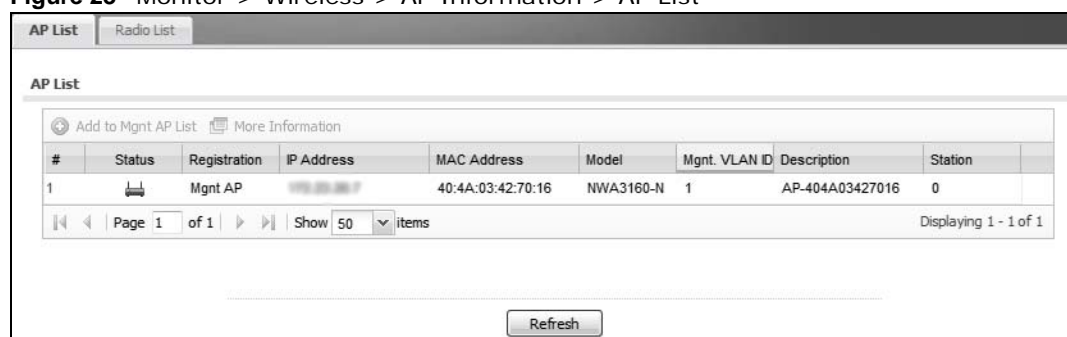 Figure 23 Monitor > Wireless > AP Information > AP List
AP List Radio List
AP List
Add to Mgnt AP List More Information
# Status Registration IP Address MAC Address Model Mgnt. VLAN ID Description Station
1 Mgnt AP 40:4A:03:42:70:16 NWA3160-N 1 AP-404A03427016 0
Page 1 of 1 Show 50 items Displaying 1 - 1 of 1
Refresh